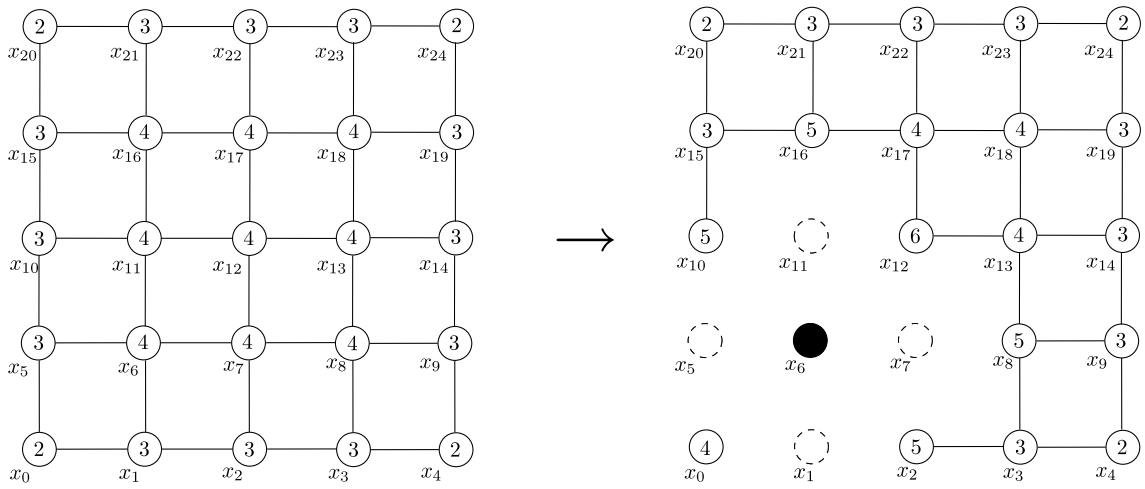 2 3 3 3 2
x₂₀ x₂₁ x₂₂ x₂₃ x₂₄
3 4 4 4 3
x₁₅ x₁₆ x₁₇ x₁₈ x₁₉
3 4 4 4 3
x₁₀ x₁₁ x₁₂ x₁₃ x₁₄
3 4 4 4 3
x₅ x₆ x₇ x₈ x₉
2 3 3 3 2
x₀ x₁ x₂ x₃ x₄
→
2 3 3 3 2
x₂₀ x₂₁ x₂₂ x₂₃ x₂₄
3 5 4 4 3
x₁₅ x₁₆ x₁₇ x₁₈ x₁₉
5 6 4 3
x₁₀ x₁₁ x₁₂ x₁₃ x₁₄
5 3
x₅ x₆ x₇ x₈ x₉
4 5 3 2
x₀ x₁ x₂ x₃ x₄